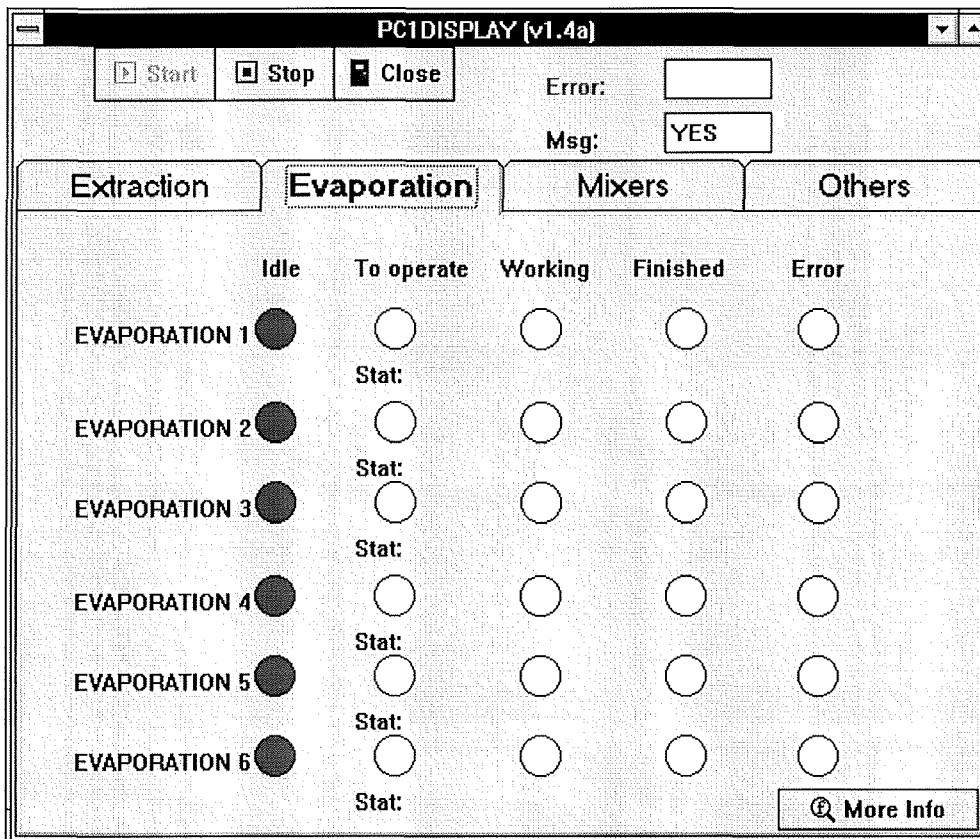 PC1DISPLAY (v1.4a)
Start Stop Close
Error:
Msg: YES
Extraction Evaporation Mixers Others
Idle To operate Working Finished Error
EVAPORATION 1
Stat:
EVAPORATION 2
Stat:
EVAPORATION 3
Stat:
EVAPORATION 4
Stat:
EVAPORATION 5
Stat:
EVAPORATION 6
Stat:
More Info